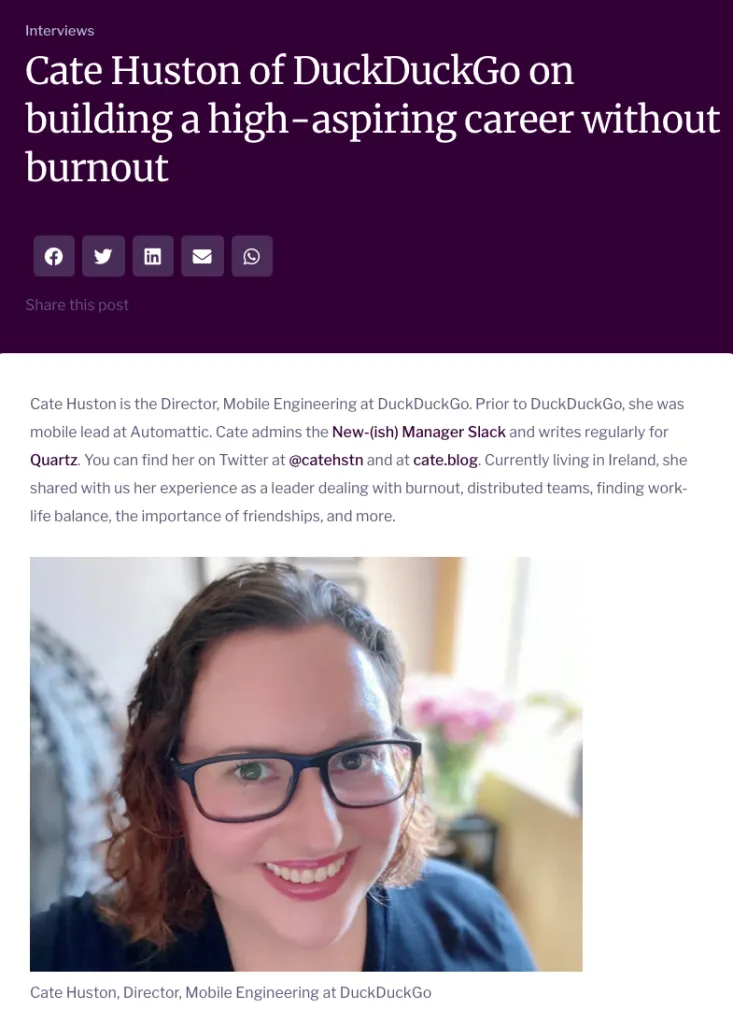 Interviews
Cate Huston of DuckDuckGo on
building a high-aspiring career without
burnout
Share this post
Cate Huston is the Director, Mobile Engineering at DuckDuckGo. Prior to DuckDuckGo, she was
mobile lead at Automattic. Cate admins the New-(ish) Manager Slack and writes regularly for
Quartz. You can find her on Twitter at @catehstn and at cate.blog. Currently living in Ireland, she
shared with us her experience as a leader dealing with burnout, distributed teams, finding work-
life balance, the importance of friendships, and more.
Cate Huston, Director, Mobile Engineering at DuckDuckGo